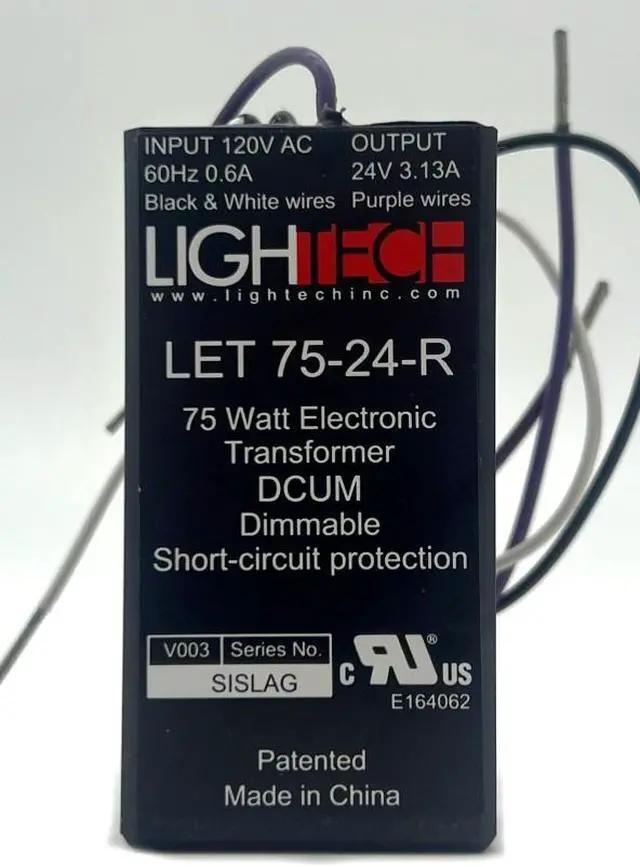 INPUT 120V AC OUTPUT
60Hz 0.6A 24V 3.13A
Black & White wires Purple wires
LIGHTECH
www.lightechinc.com
LET 75-24-R
75 Watt Electronic
Transformer
DCUM
Dimmable
Short-circuit protection
V003 Series No.
SISLAG
C RU® US
E164062
Patented
Made in China